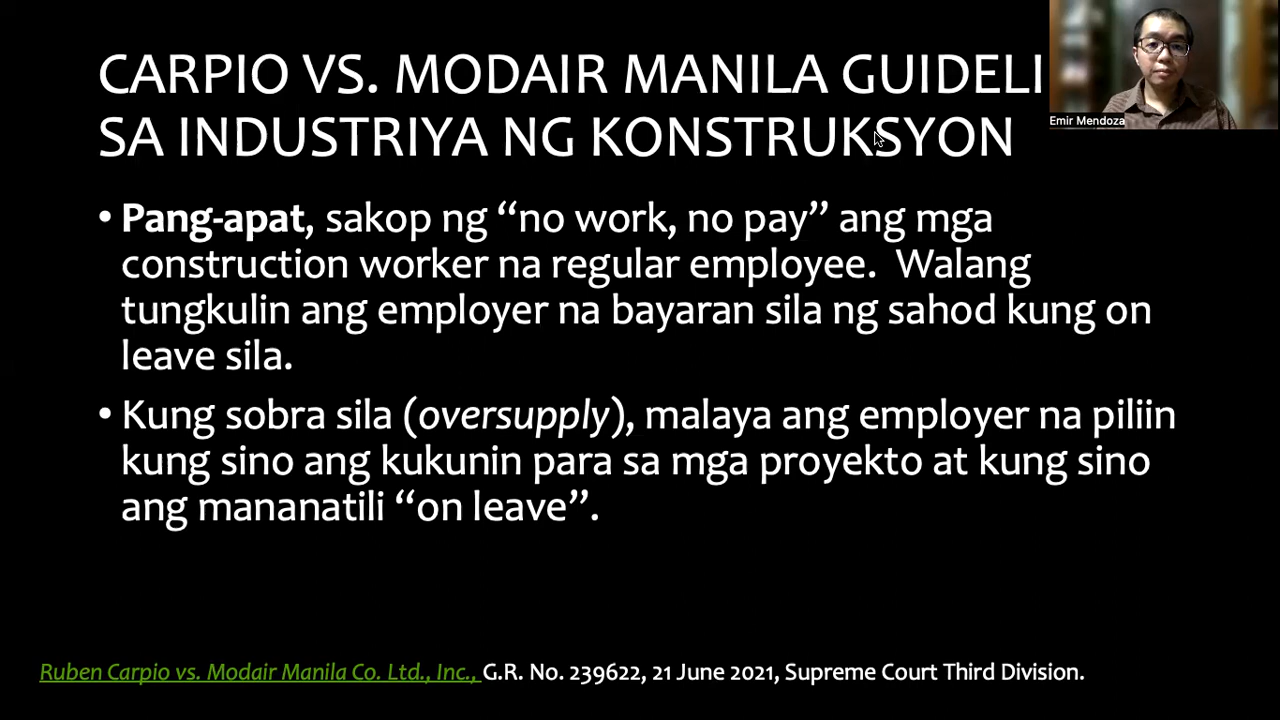 CARPIO VS. MODAIR MANILA GUIDELI
SA INDUSTRIYA NG KONSTRUKSYON
Emir Mendoza
• Pang-apat, sakop ng “no work, no pay” ang mga
construction worker na regular employee. Walang
tungkulin ang employer na bayaran sila ng sahod kung on
leave sila.
• Kung sobra sila (oversupply), malaya ang employer na piliin
kung sino ang kukunin para sa mga proyekto at kung sino
ang mananatili “on leave”.
Ruben Carpio vs. Modair Manila Co. Ltd., Inc., G.R. No. 239622, 21 June 2021, Supreme Court Third Division.